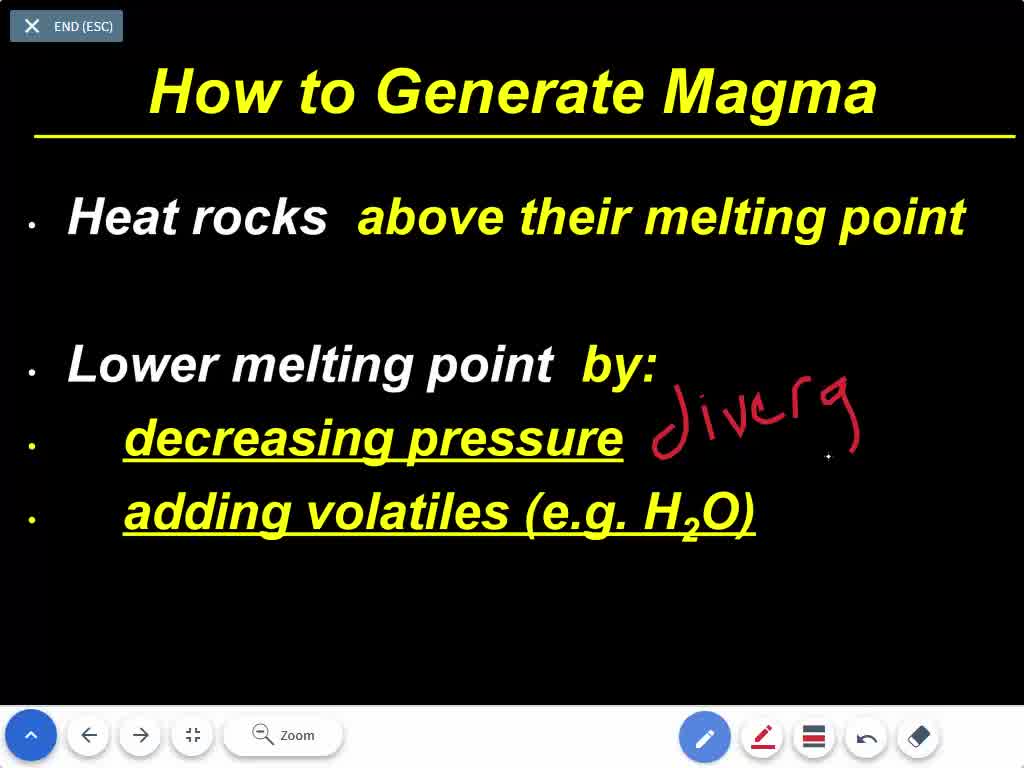 END (ESC)
How to Generate Magma
• Heat rocks above their melting point
• Lower melting point by:
• decreasing pressure diverg
• adding volatiles (e.g. H₂O)
Zoom